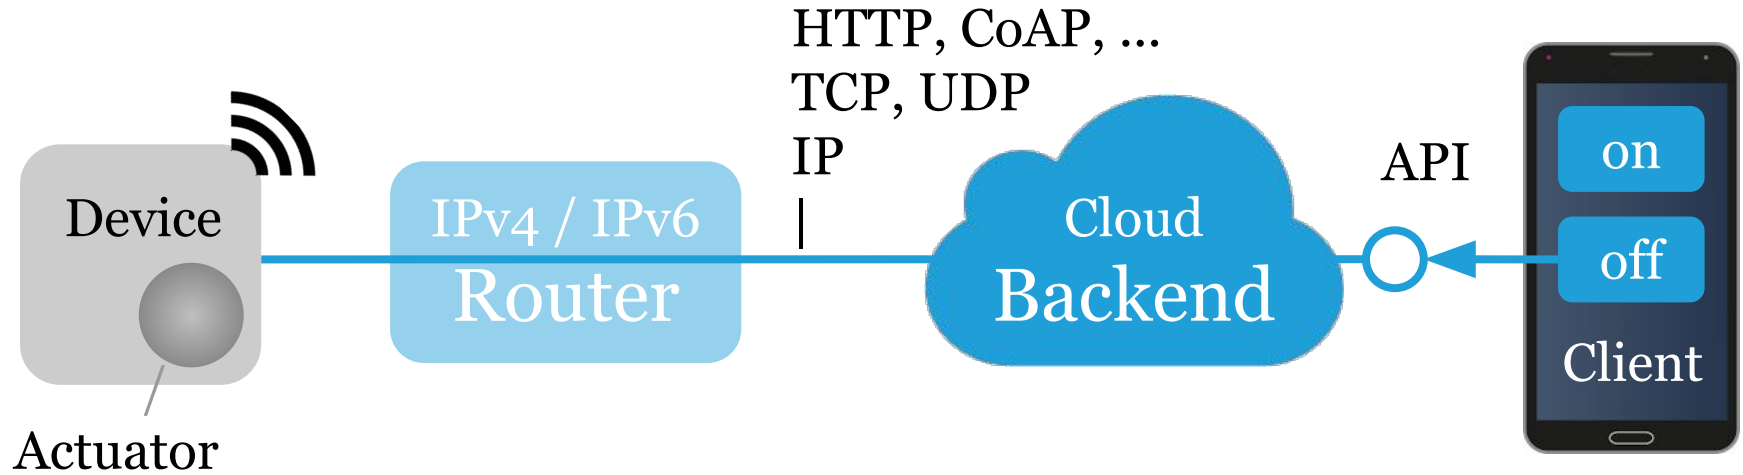 HTTP, CoAP, ...
TCP, UDP
IP
Device
Actuator
IPv4 / IPv6
Router
Cloud
Backend
API
on
off
Client